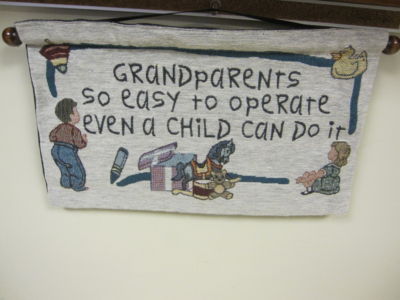 GRANDpaRENtS
SO EaSY tO OpERatE
EVEN a CHILD CaN DO it